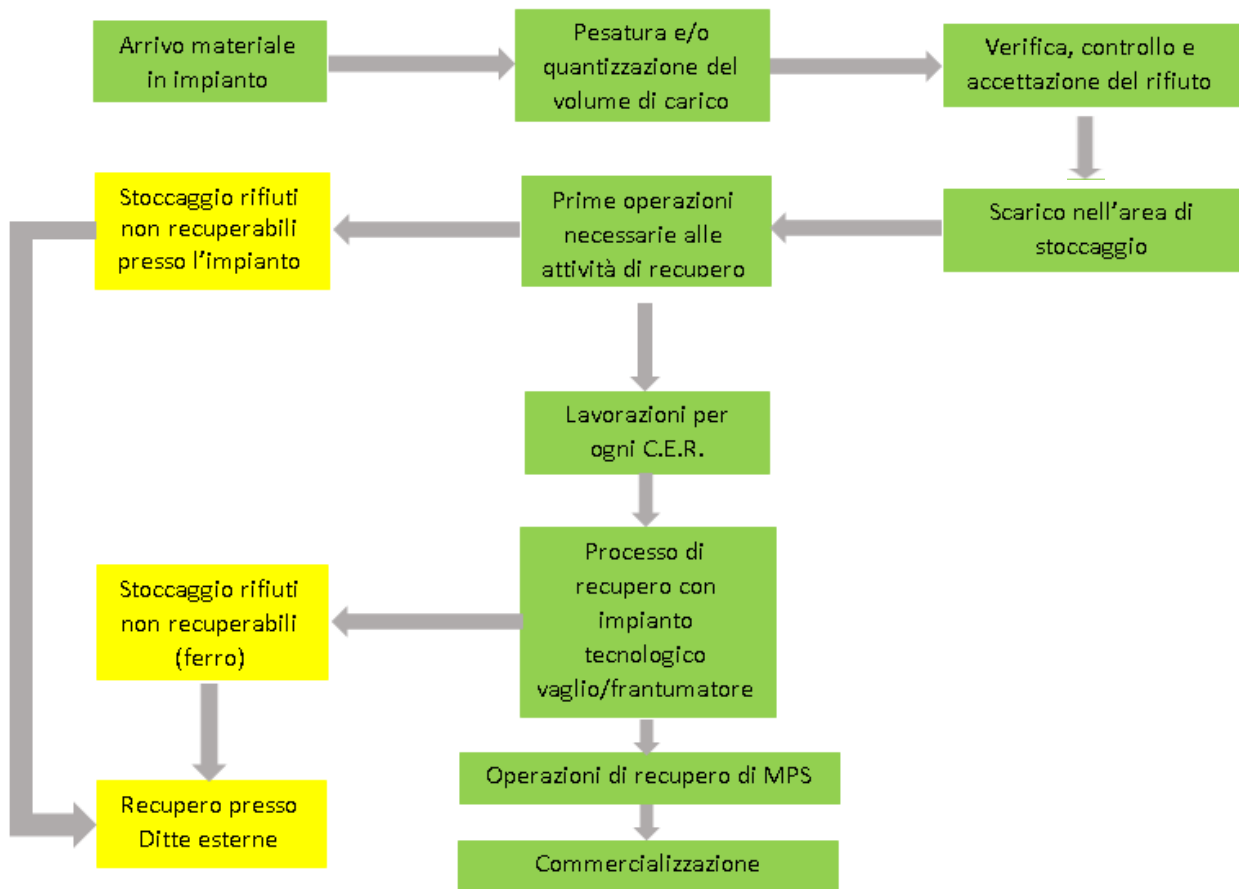 Arrivo materiale
in impianto
Pesatura e/o
quantizzazione del
volume di carico
Verifica, controllo e
accettazione del rifiuto
Stoccaggio rifiuti
non recuperabili
presso l'impianto
Prime operazioni
necessarie alle
attività di recupero
Scarico nell'area di
stoccaggio
Lavorazioni per
ogni C.E.R.
Stoccaggio rifiuti
non recuperabili
(ferro)
Processo di
recupero con
impianto
tecnologico
vaglio/frantumatore
Operazioni di recupero di MPS
Recupero presso
Ditte esterne
Commercializzazione